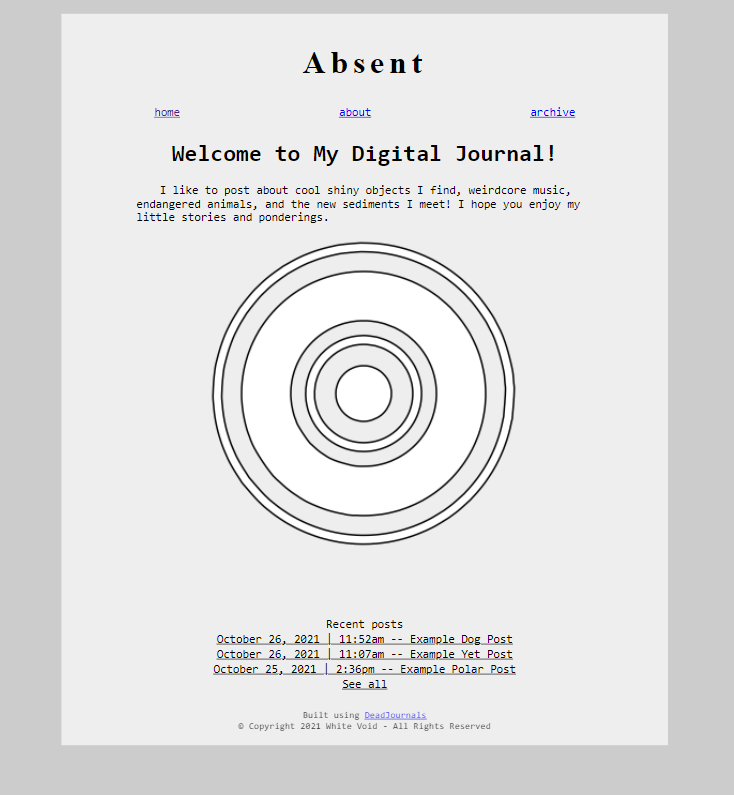 Absent
home about archive
Welcome to My Digital Journal!
I like to post about cool shiny objects I find, weirdcore music,
endangered animals, and the new sediments I meet! I hope you enjoy my
little stories and ponderings.
Recent posts
October 26, 2021 | 11:52am -- Example Dog Post
October 26, 2021 | 11:07am -- Example Yet Post
October 25, 2021 | 2:36pm -- Example Polar Post
See all
Built using DeadJournals
© Copyright 2021 White Void - All Rights Reserved